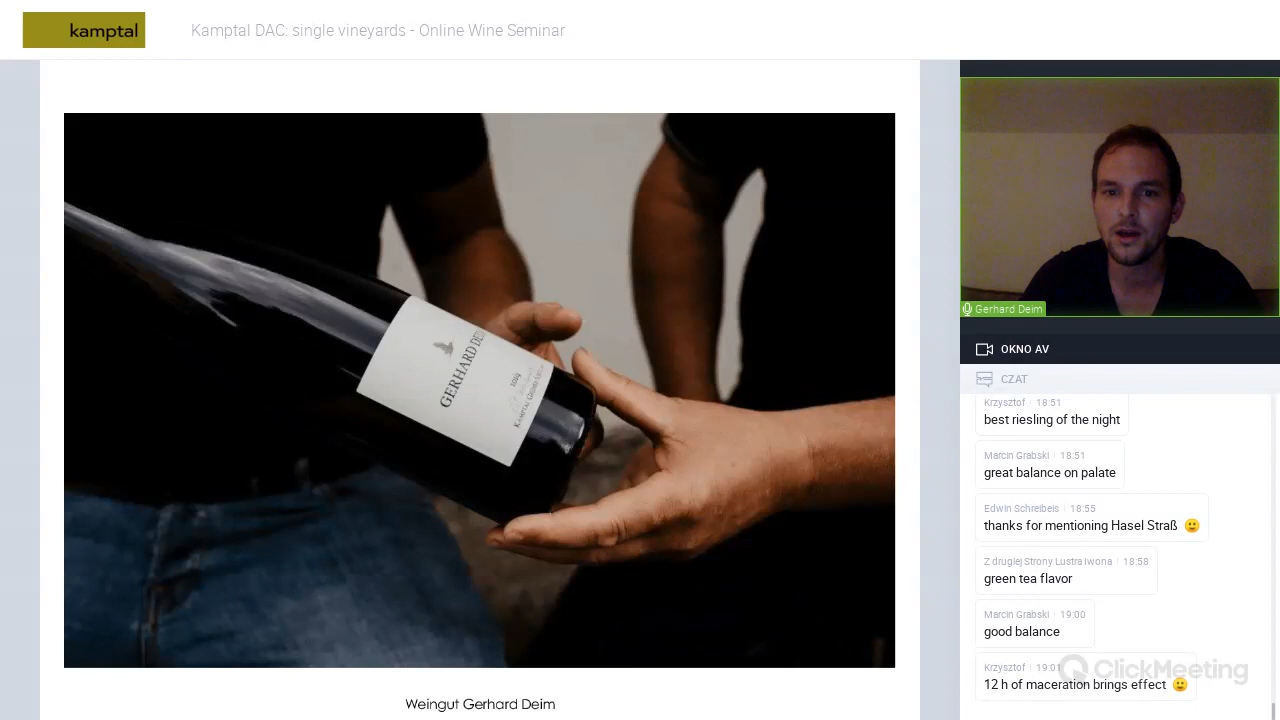 kamptal
Kamptal DAC: single vineyards - Online Wine Seminar
GERHARD DEIM
2019
Weingut Gerhard Deim
Gerhard Deim
OKNO AV
CZAT
Krzysztof 18:51
best riesling of the night
Marcin Grabski 18:51
great balance on palate
Edwin Schreibeis 18:55
thanks for mentioning Hasel Straß 🙂
Z drugiej Strony Lustra Iwona 18:58
green tea flavor
Marcin Grabski 19:00
good balance
Krzysztof 19:01
12 h of maceration brings effect 🙂
ClickMeeting